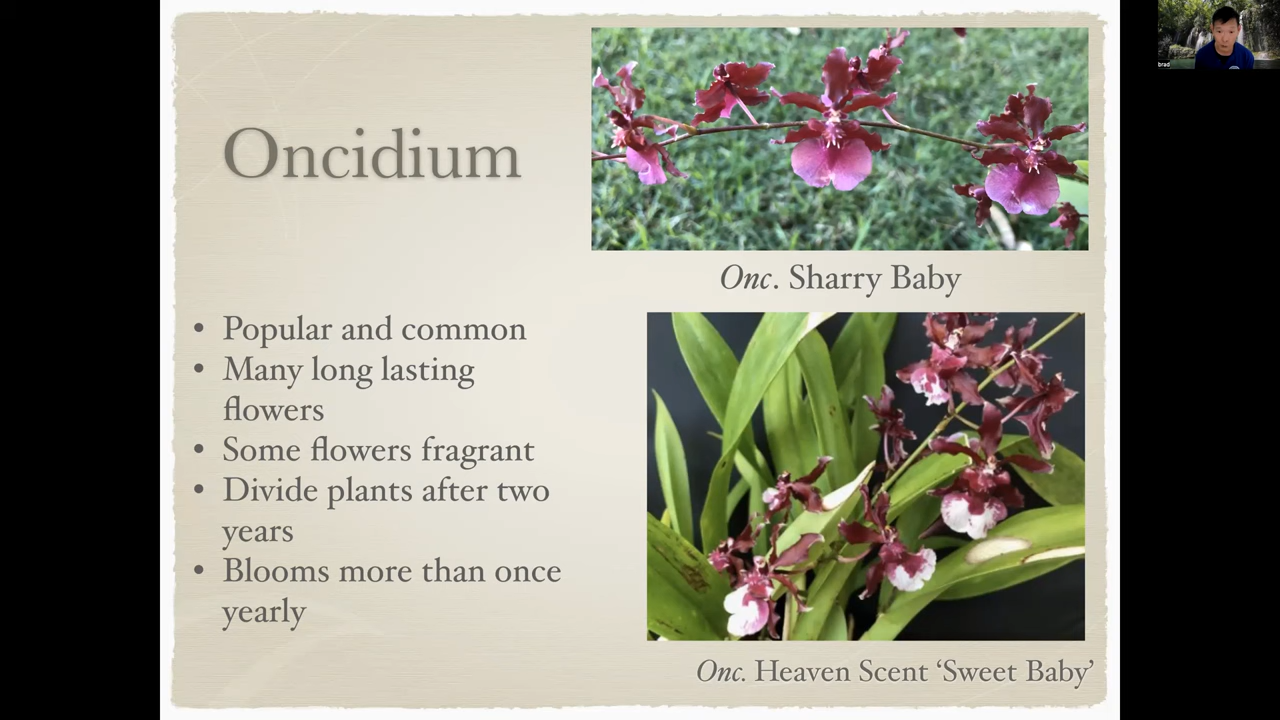 Oncidium
Onc. Sharry Baby
• Popular and common
• Many long lasting
flowers
• Some flowers fragrant
• Divide plants after two
years
• Blooms more than once
yearly
Onc. Heaven Scent ‘Sweet Baby’
brad